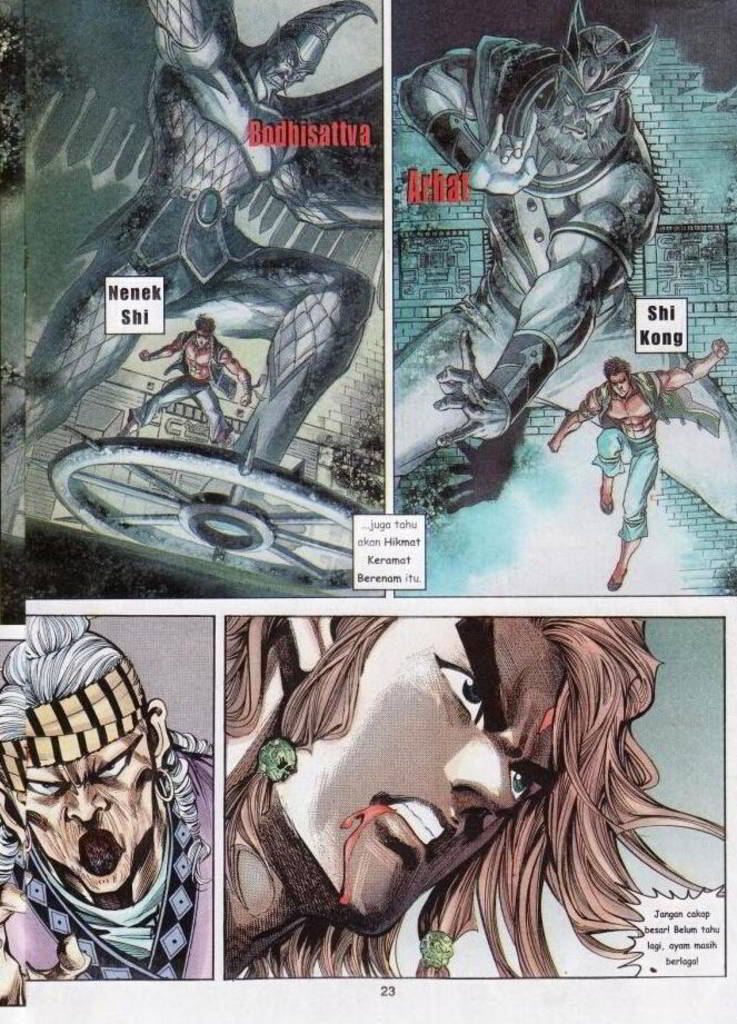 Bodhisattva
Arhat
Nenek
Shi
Shi
Kong
...juga tahu
akan Hikmat
Keramat
Berenam itu.
Jangan cakap
besar! Belum tahu
lagi, ayam masih
berlaga!
23